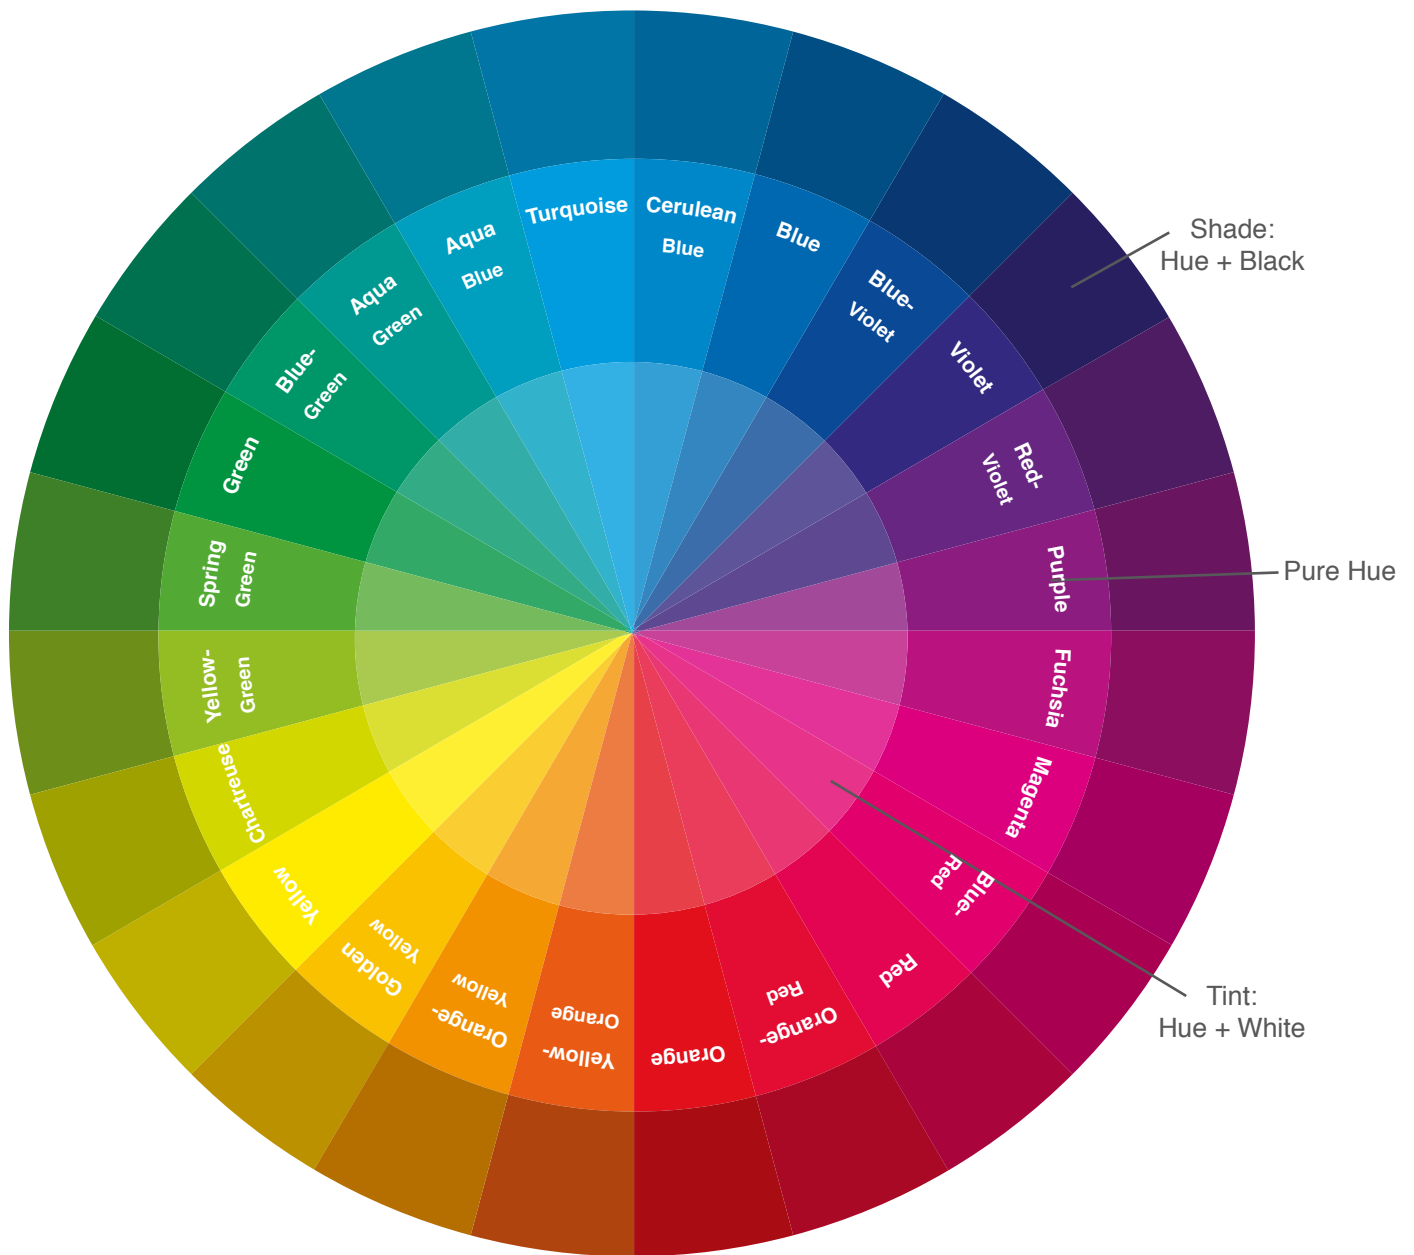 Turquoise
Cerulean
Blue
Blue
Blue-
Violet
Violet
Red-
Violet
Purple
Fuchsia
Magenta
Blue-
Red
Red
Orange-
Red
Orange
Yellow-
Orange
Orange-
Yellow
Golden
Yellow
Yellow
Chartreuse
Yellow-
Green
Spring
Green
Green
Blue-
Green
Aqua
Green
Aqua
Blue
Shade:
Hue + Black
Pure Hue
Tint:
Hue + White